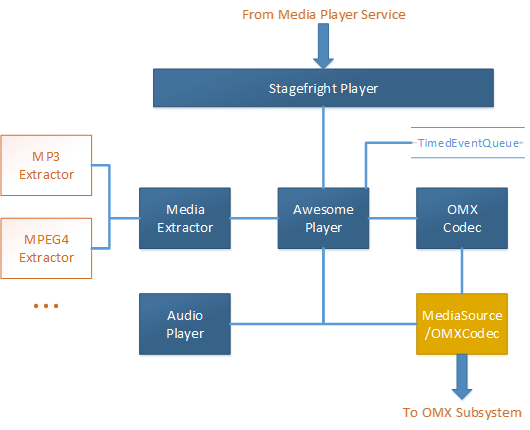 From Media Player Service
Stagefright Player
TimedEventQueue
MP3
Extractor
Media
Extractor
Awesome
Player
OMX
Codec
MPEG4
Extractor
Audio
Player
MediaSource
/OMXCodec
To OMX Subsystem